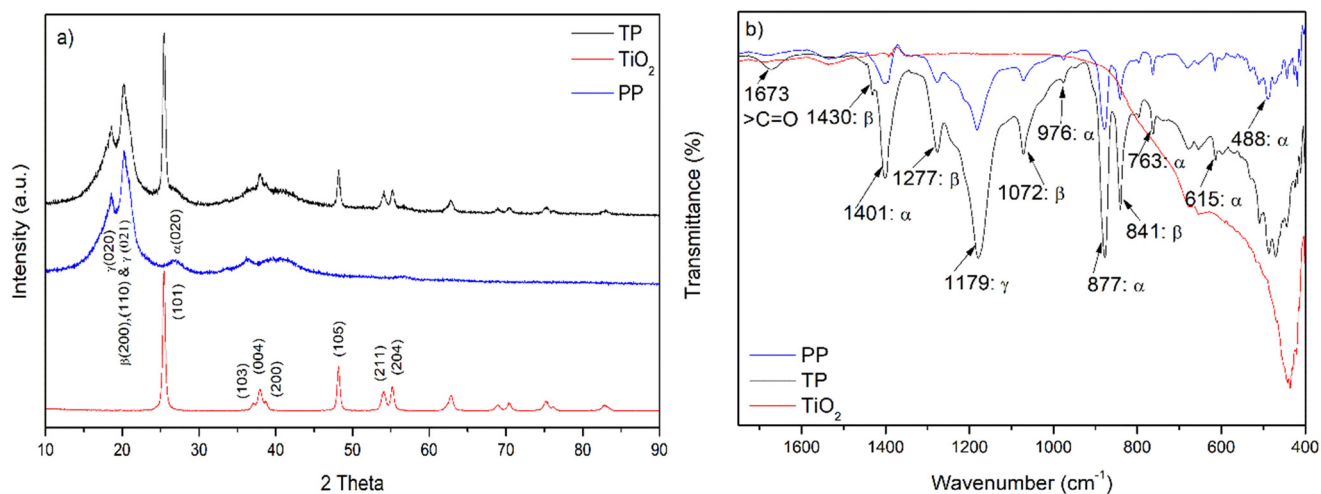 a)
TP
TiO2
PP
γ(020)
β(200),(110) & γ(021)
α(020)
(101)
(103)
(004)
(200)
(105)
(211)
(204)
Intensity (a.u.)
10 20 30 40 50 60 70 80 90
2 Theta
b)
1673
>C=O
1430: β
1401: α
1277: β
1179: γ
1072: β
976: α
877: α
841: β
763: α
615: α
488: α
PP
TP
TiO2
Transmittance (%)
1600 1400 1200 1000 800 600 400
Wavenumber (cm-1)